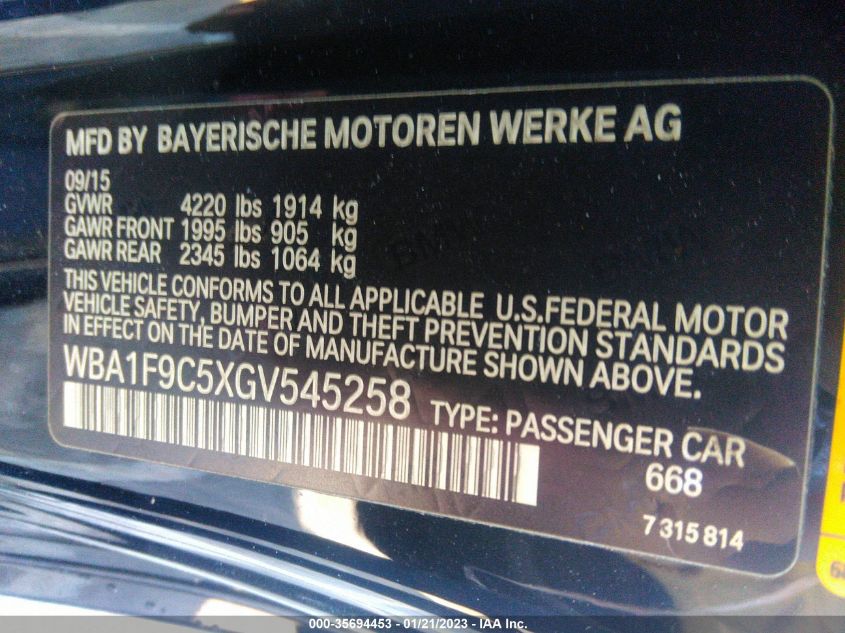 MFD BY BAYERISCHE MOTOREN WERKE AG
09/15
GVWR 4220 lbs 1914 kg
GAWR FRONT 1995 lbs 905 kg
GAWR REAR 2345 lbs 1064 kg
THIS VEHICLE CONFORMS TO ALL APPLICABLE U.S.FEDERAL MOTOR
VEHICLE SAFETY, BUMPER AND THEFT PREVENTION STANDARDS
IN EFFECT ON THE DATE OF MANUFACTURE SHOWN ABOVE.
WBA1F9C5XGV545258 TYPE: PASSENGER CAR
668
7 315 814
000-35694453 - 01/21/2023 - IAA Inc.